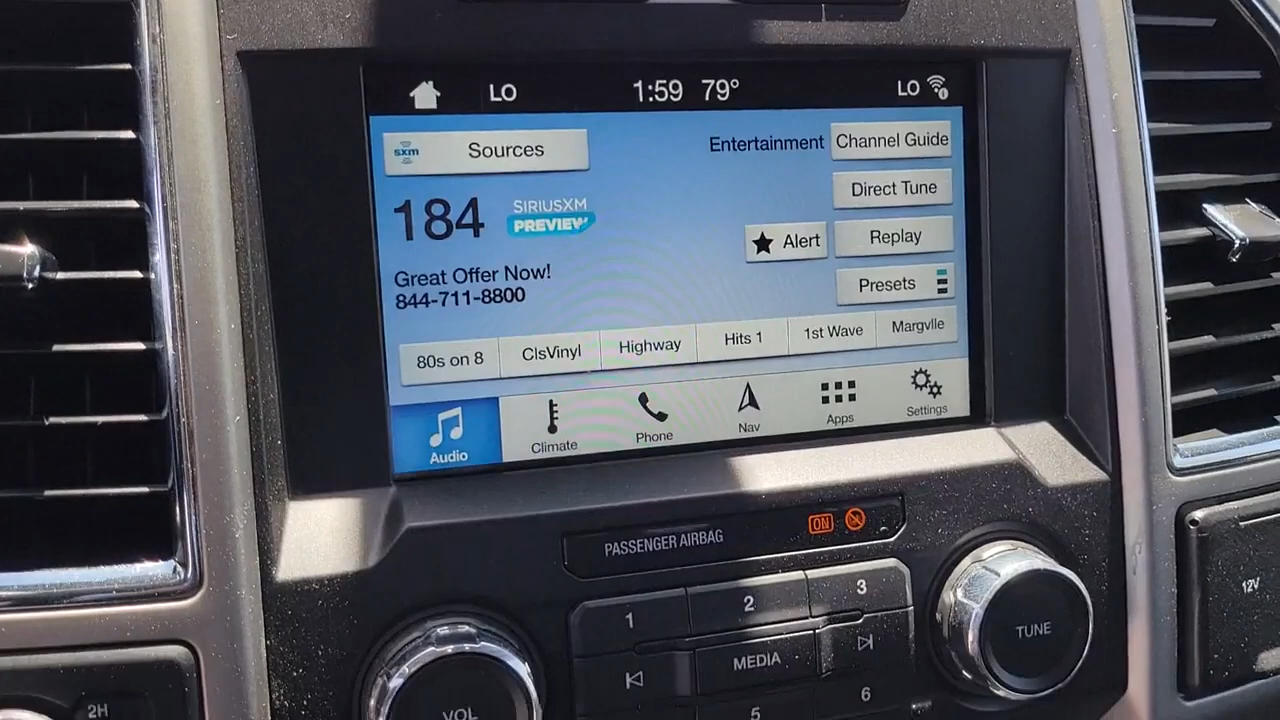 LO 1:59 79° LO
sxm Sources
Entertainment Channel Guide
184 SIRIUSXM
PREVIEW
Direct Tune
Alert Replay
Great Offer Now!
844-711-8800
Presets
80s on 8 ClsVinyl Highway Hits 1 1st Wave Margvlle
Audio Climate Phone Nav Apps Settings
PASSENGER AIRBAG ON
1 2 3
MEDIA
5 6
VOL
TUNE
12V
2H